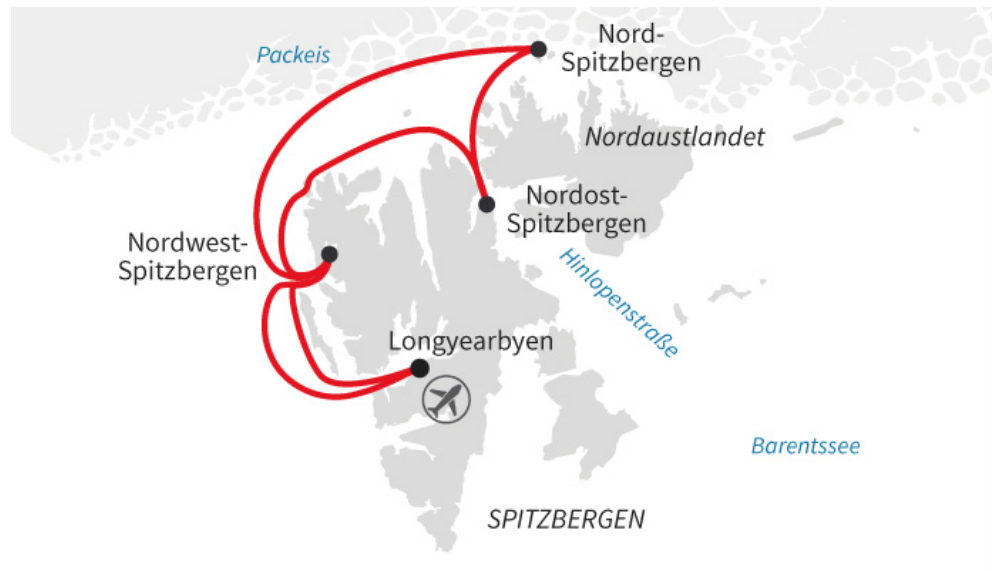 Nord-
Spitzbergen
Packeis
Nordaustlandet
Nordost-
Spitzbergen
Nordwest-
Spitzbergen
Hinlopenstraße
Longyearbyen
Barentssee
SPITZBERGEN